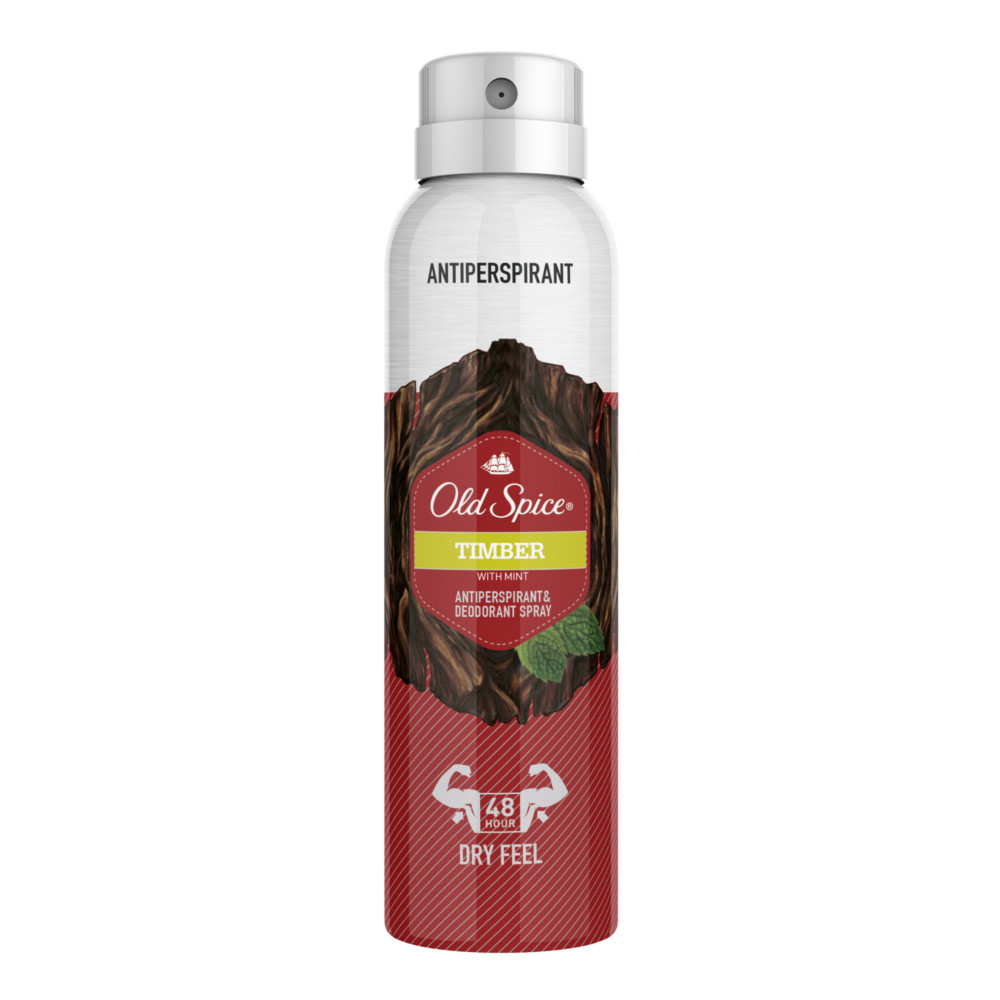 ANTIPERSPIRANT
Old Spice®
TIMBER
WITH MINT
ANTIPERSPIRANT&
DEODORANT SPRAY
48
HOUR
DRY FEEL